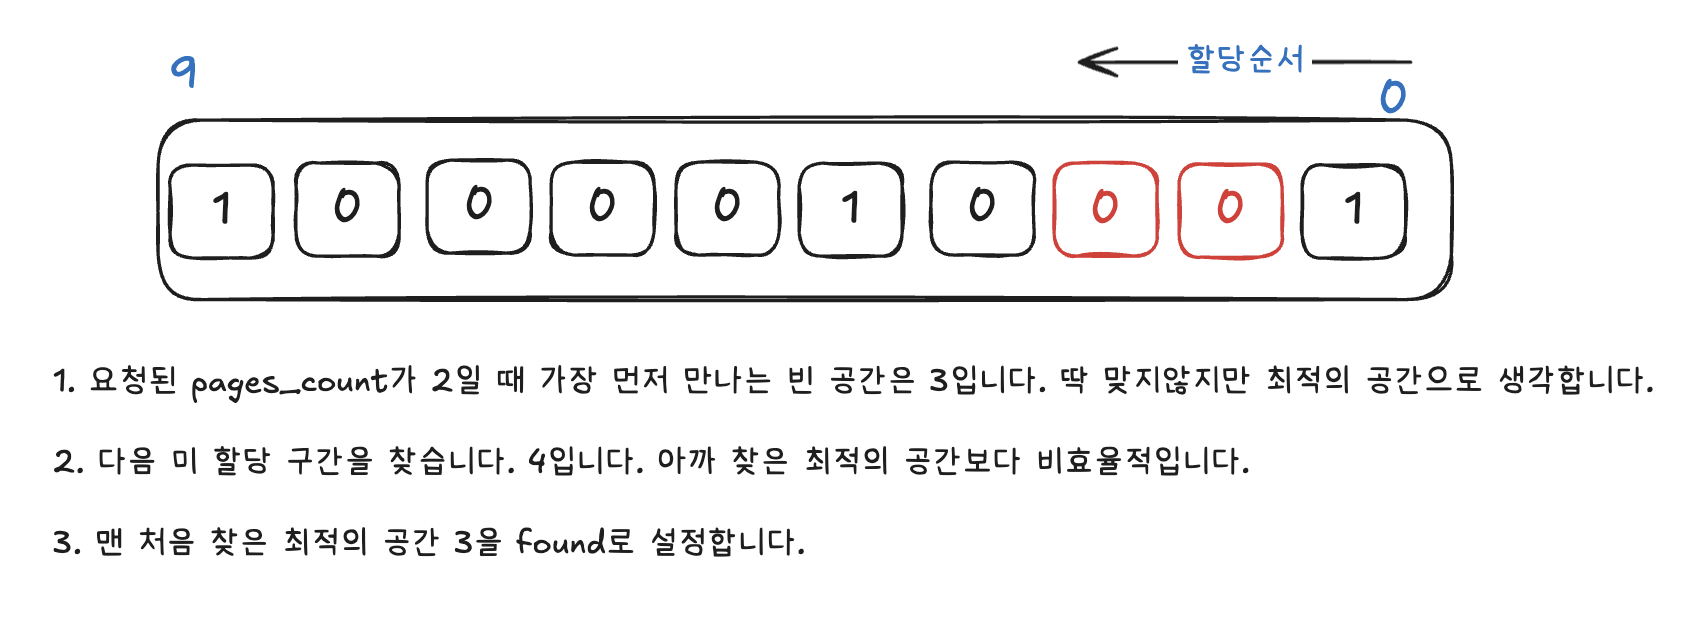 할당순서
9
0
1 0 0 0 0 1 0 0 0 1
1. 요청된 pages_count가 2일 때 가장 먼저 만나는 빈 공간은 3입니다. 딱 맞지않지만 최적의 공간으로 생각합니다.
2. 다음 미 할당 구간을 찾습니다. 4입니다. 아까 찾은 최적의 공간보다 비효율적입니다.
3. 맨 처음 찾은 최적의 공간 3을 found로 설정합니다.